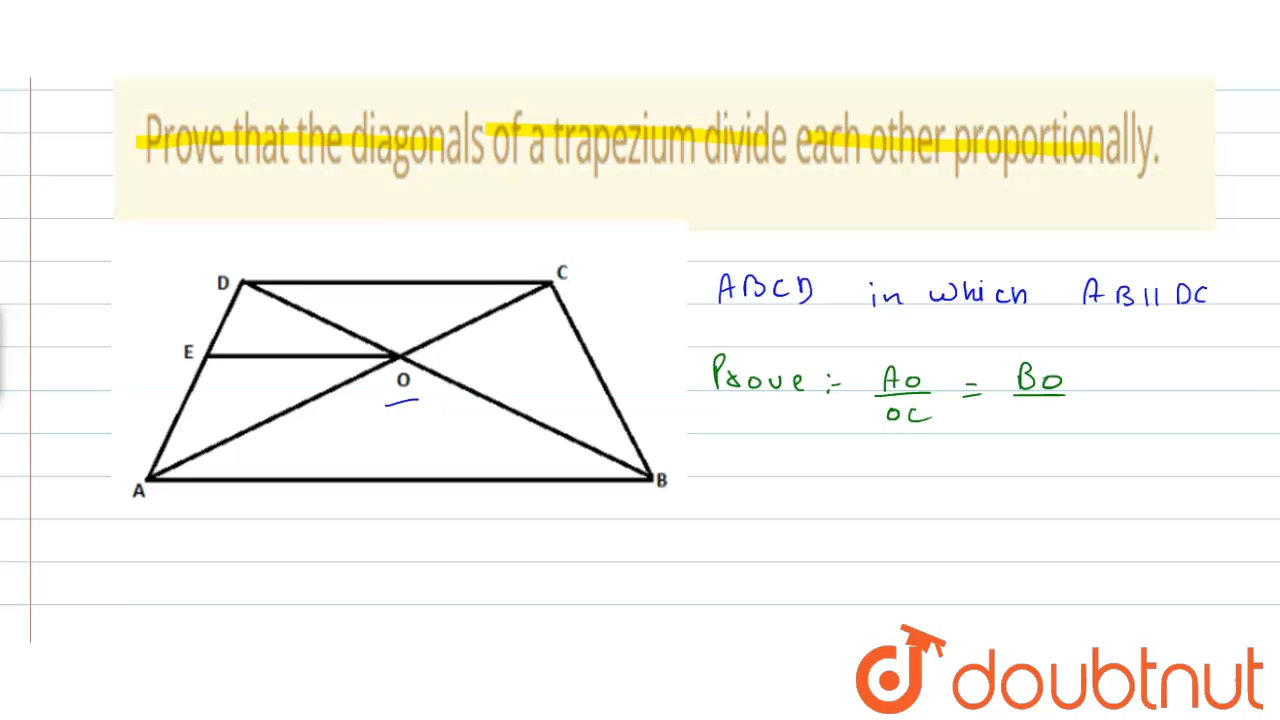 Prove that the diagonals of a trapezium divide each other proportionally.
D
C
ABCD in which AB || DC
E
O
Prove :- AO/OC = BO
A
B
doubtnut